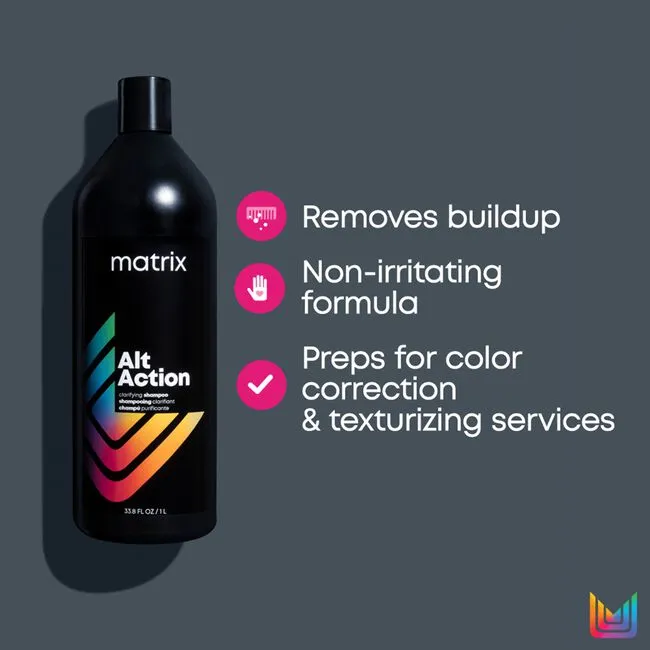 matrix
Alt
Action
clarifying shampoo
shampooing clarifiant
champú purificante
33.8 FL OZ / 1 L
Removes buildup
Non-irritating
formula
Preps for color
correction
& texturizing services